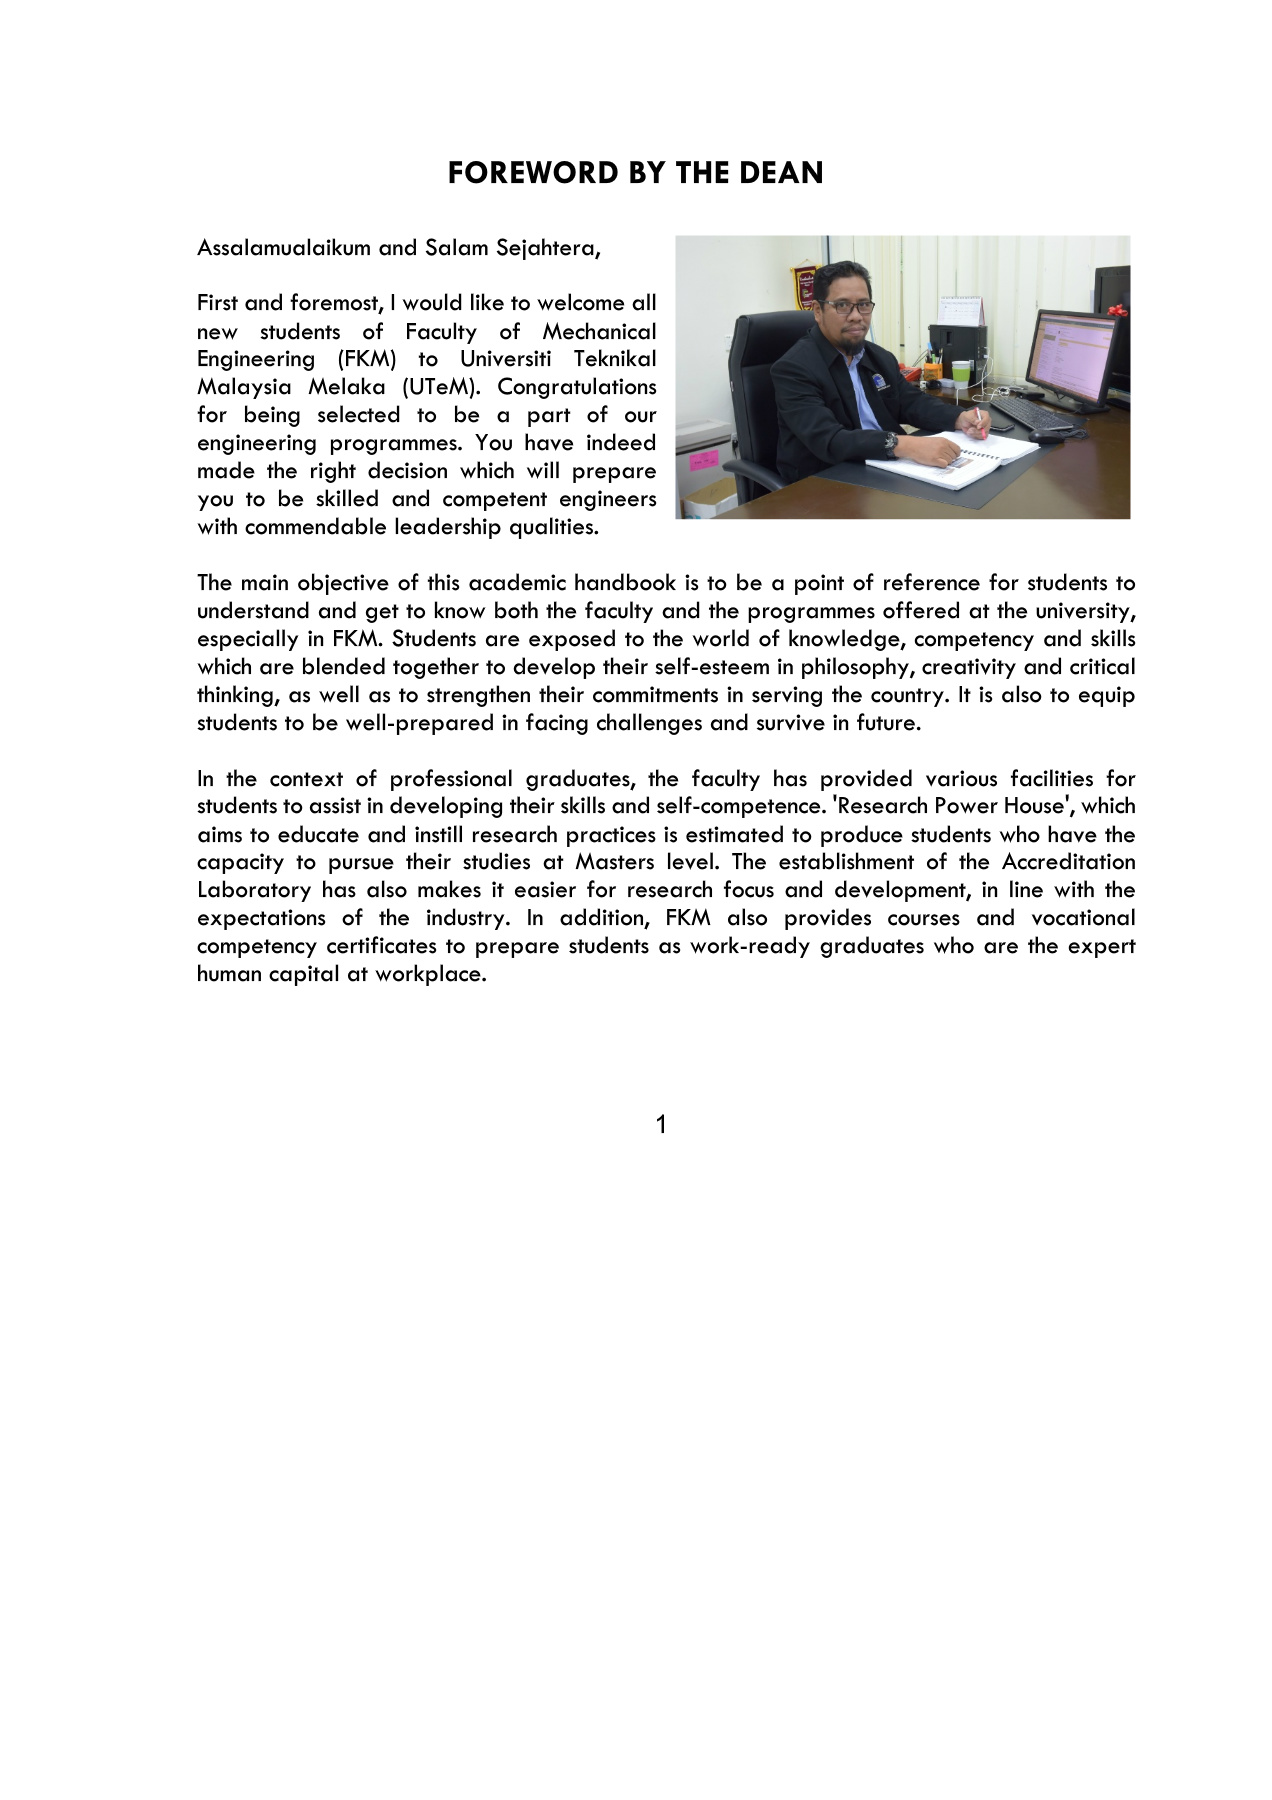 FOREWORD BY THE DEAN
Assalamualaikum and Salam Sejahtera,
First and foremost, I would like to welcome all
new students of Faculty of Mechanical
Engineering (FKM) to Universiti Teknikal
Malaysia Melaka (UTeM). Congratulations
for being selected to be a part of our
engineering programmes. You have indeed
made the right decision which will prepare
you to be skilled and competent engineers
with commendable leadership qualities.
The main objective of this academic handbook is to be a point of reference for students to
understand and get to know both the faculty and the programmes offered at the university,
especially in FKM. Students are exposed to the world of knowledge, competency and skills
which are blended together to develop their self-esteem in philosophy, creativity and critical
thinking, as well as to strengthen their commitments in serving the country. It is also to equip
students to be well-prepared in facing challenges and survive in future.
In the context of professional graduates, the faculty has provided various facilities for
students to assist in developing their skills and self-competence. 'Research Power House', which
aims to educate and instill research practices is estimated to produce students who have the
capacity to pursue their studies at Masters level. The establishment of the Accreditation
Laboratory has also makes it easier for research focus and development, in line with the
expectations of the industry. In addition, FKM also provides courses and vocational
competency certificates to prepare students as work-ready graduates who are the expert
human capital at workplace.
1